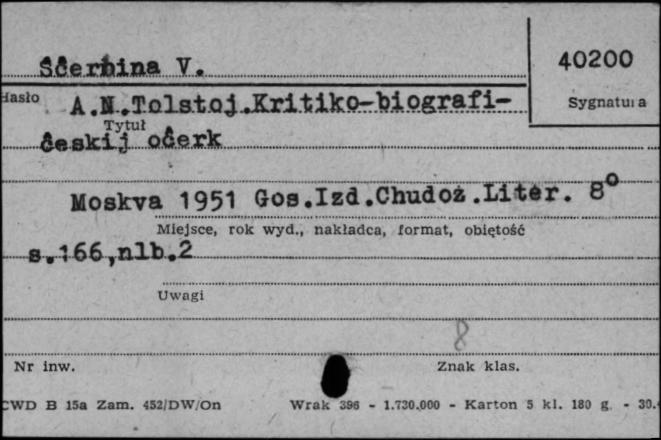 Ščerbina V.
40200
Hasło
Sygnatura
A.N.Tolstoj.Kritiko-biografi-
Tytuł
českij očerk
Moskva 1951 Gos.Izd.Chudož.Liter. 8°
Miejsce, rok wyd., nakładca, format, objętość
s.166,nlb.2
Uwagi
8
Nr inw.
Znak klas.
CWD B 15a Zam. 452/DW/On
Wrak 396 - 1.730.000 - Karton 5 kl. 180 g. - 30.